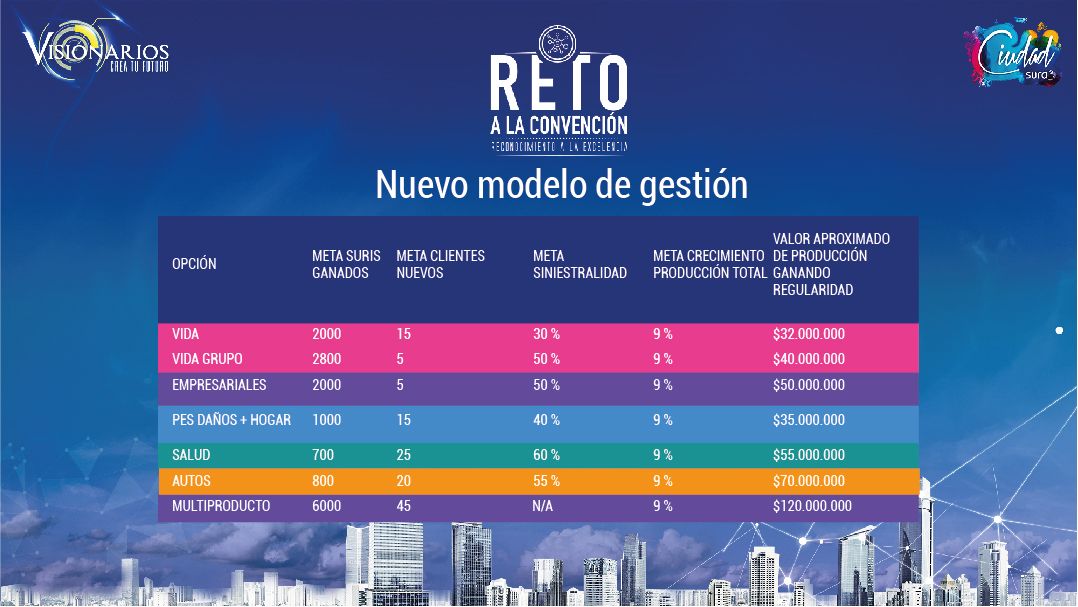 VISIONARIOS
CREA TU FUTURO
Ciudad
sura
RETO
A LA CONVENCIÓN
RECONOCIMIENTO A LA EXCELENCIA
Nuevo modelo de gestión
OPCIÓN META SURIS GANADOS META CLIENTES NUEVOS META SINIESTRALIDAD META CRECIMIENTO PRODUCCIÓN TOTAL VALOR APROXIMADO DE PRODUCCIÓN GANANDO REGULARIDAD
VIDA 2000 15 30 % 9 % $32.000.000
VIDA GRUPO 2800 5 50 % 9 % $40.000.000
EMPRESARIALES 2000 5 50 % 9 % $50.000.000
PES DAÑOS + HOGAR 1000 15 40 % 9 % $35.000.000
SALUD 700 25 60 % 9 % $55.000.000
AUTOS 800 20 55 % 9 % $70.000.000
MULTIPRODUCTO 6000 45 N/A 9 % $120.000.000